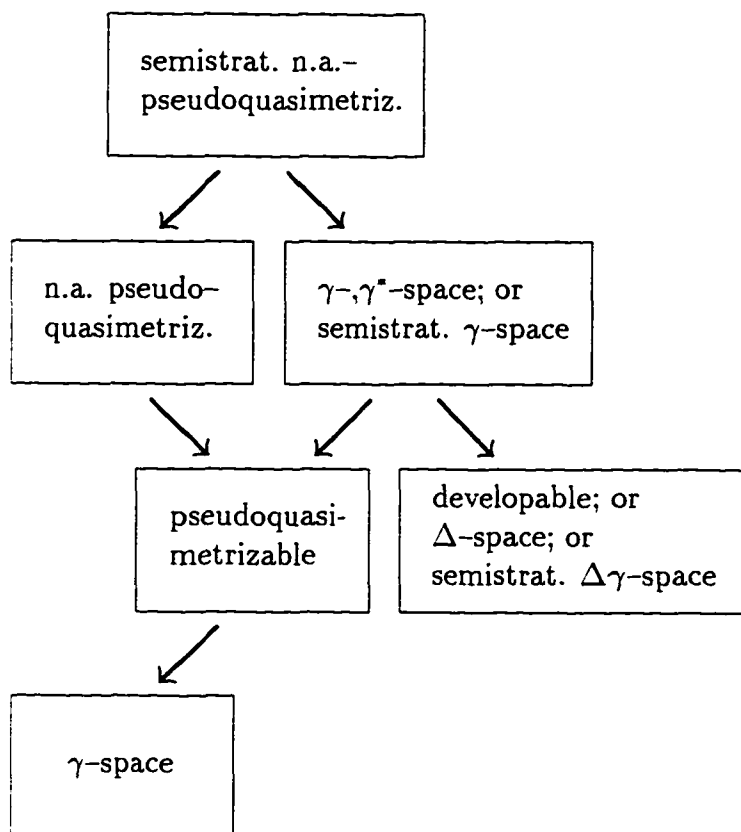 semistrat. n.a.–
pseudoquasimetriz.
n.a. pseudo–
quasimetriz.
γ–,γ*–space; or
semistrat. γ–space
pseudoquasi-
metrizable
developable; or
Δ–space; or
semistrat. Δγ–space
γ–space